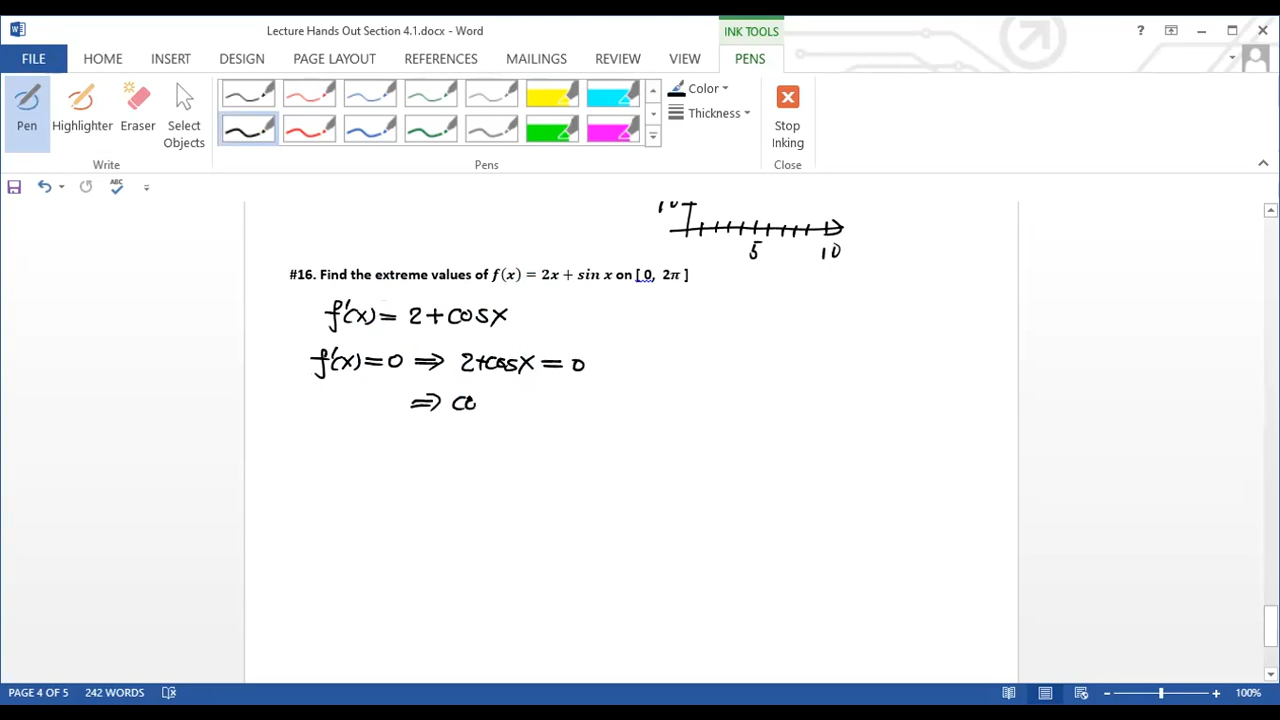 Lecture Hands Out Section 4.1.docx - Word
INK TOOLS
?
FILE
HOME
INSERT
DESIGN
PAGE LAYOUT
REFERENCES
MAILINGS
REVIEW
VIEW
PENS
Pen
Highlighter
Eraser
Select Objects
Color
Thickness
Stop Inking
Write
Pens
Close
ABC
5
10
#16. Find the extreme values of f(x) = 2x + sin x on [ 0, 2π ]
f'(x) = 2 + cosx
f'(x) = 0 ⇒ 2+cosx = 0
⇒ co
PAGE 4 OF 5
242 WORDS
100%